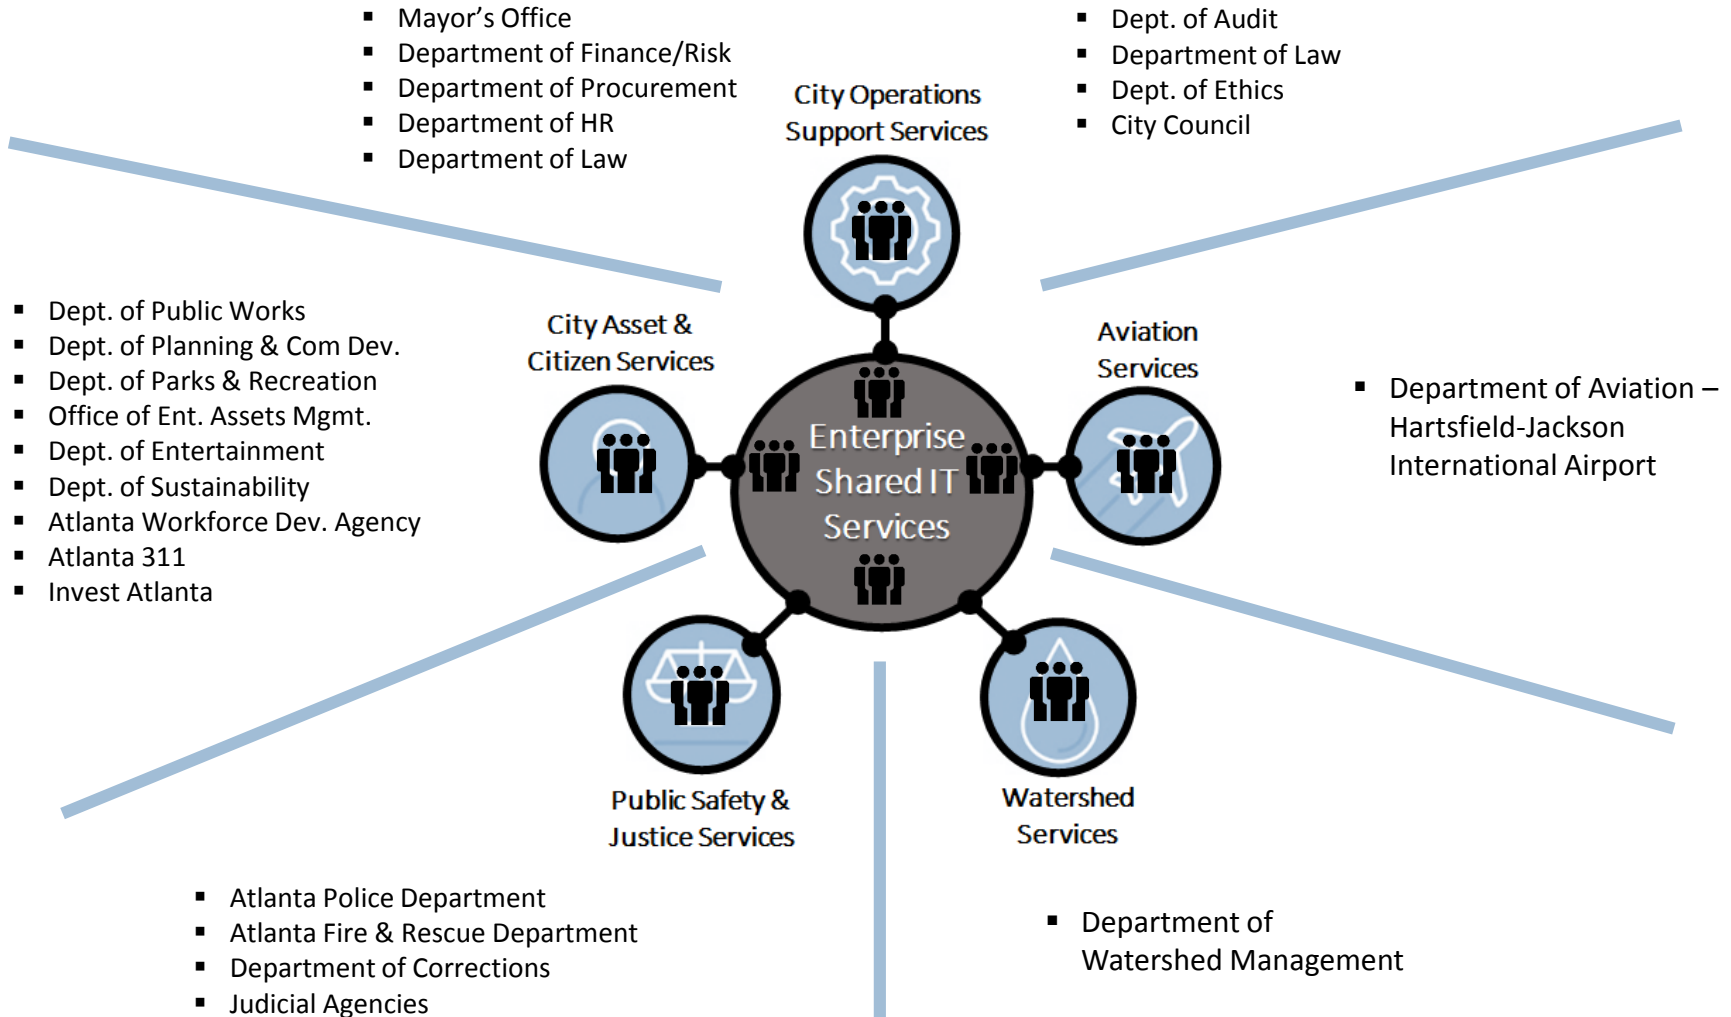 ▪ Mayor’s Office
▪ Department of Finance/Risk
▪ Department of Procurement
▪ Department of HR
▪ Department of Law
▪ Dept. of Audit
▪ Department of Law
▪ Dept. of Ethics
▪ City Council
City Operations
Support Services
▪ Dept. of Public Works
▪ Dept. of Planning & Com Dev.
▪ Dept. of Parks & Recreation
▪ Office of Ent. Assets Mgmt.
▪ Dept. of Entertainment
▪ Dept. of Sustainability
▪ Atlanta Workforce Dev. Agency
▪ Atlanta 311
▪ Invest Atlanta
City Asset &
Citizen Services
Enterprise
Shared IT
Services
Aviation
Services
▪ Department of Aviation –
Hartsfield-Jackson
International Airport
Public Safety &
Justice Services
Watershed
Services
▪ Atlanta Police Department
▪ Atlanta Fire & Rescue Department
▪ Department of Corrections
▪ Judicial Agencies
▪ Department of
Watershed Management